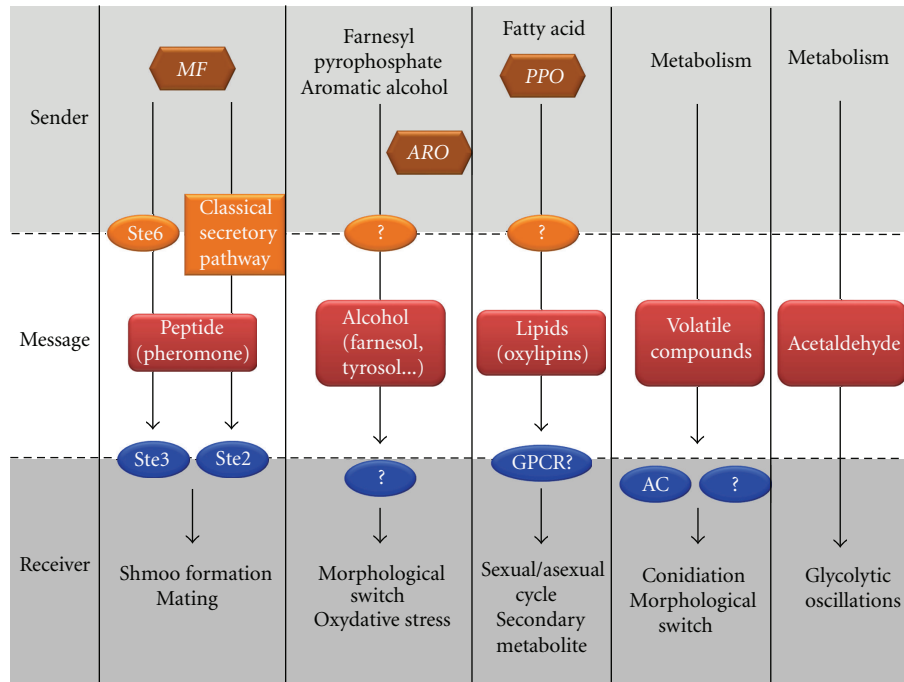 Sender
MF
Ste6
Classical
secretory
pathway
Farnesyl
pyrophosphate
Aromatic alcohol
ARO
?
Fatty acid
PPO
?
Metabolism
Metabolism
Message
Peptide
(pheromone)
Alcohol
(farnesol,
tyrosol...)
Lipids
(oxylipins)
Volatile
compounds
Acetaldehyde
Receiver
Ste3
Ste2
Shmoo formation
Mating
?
Morphological
switch
Oxydative stress
GPCR?
Sexual/asexual
cycle
Secondary
metabolite
AC
?
Conidiation
Morphological
switch
Glycolytic
oscillations